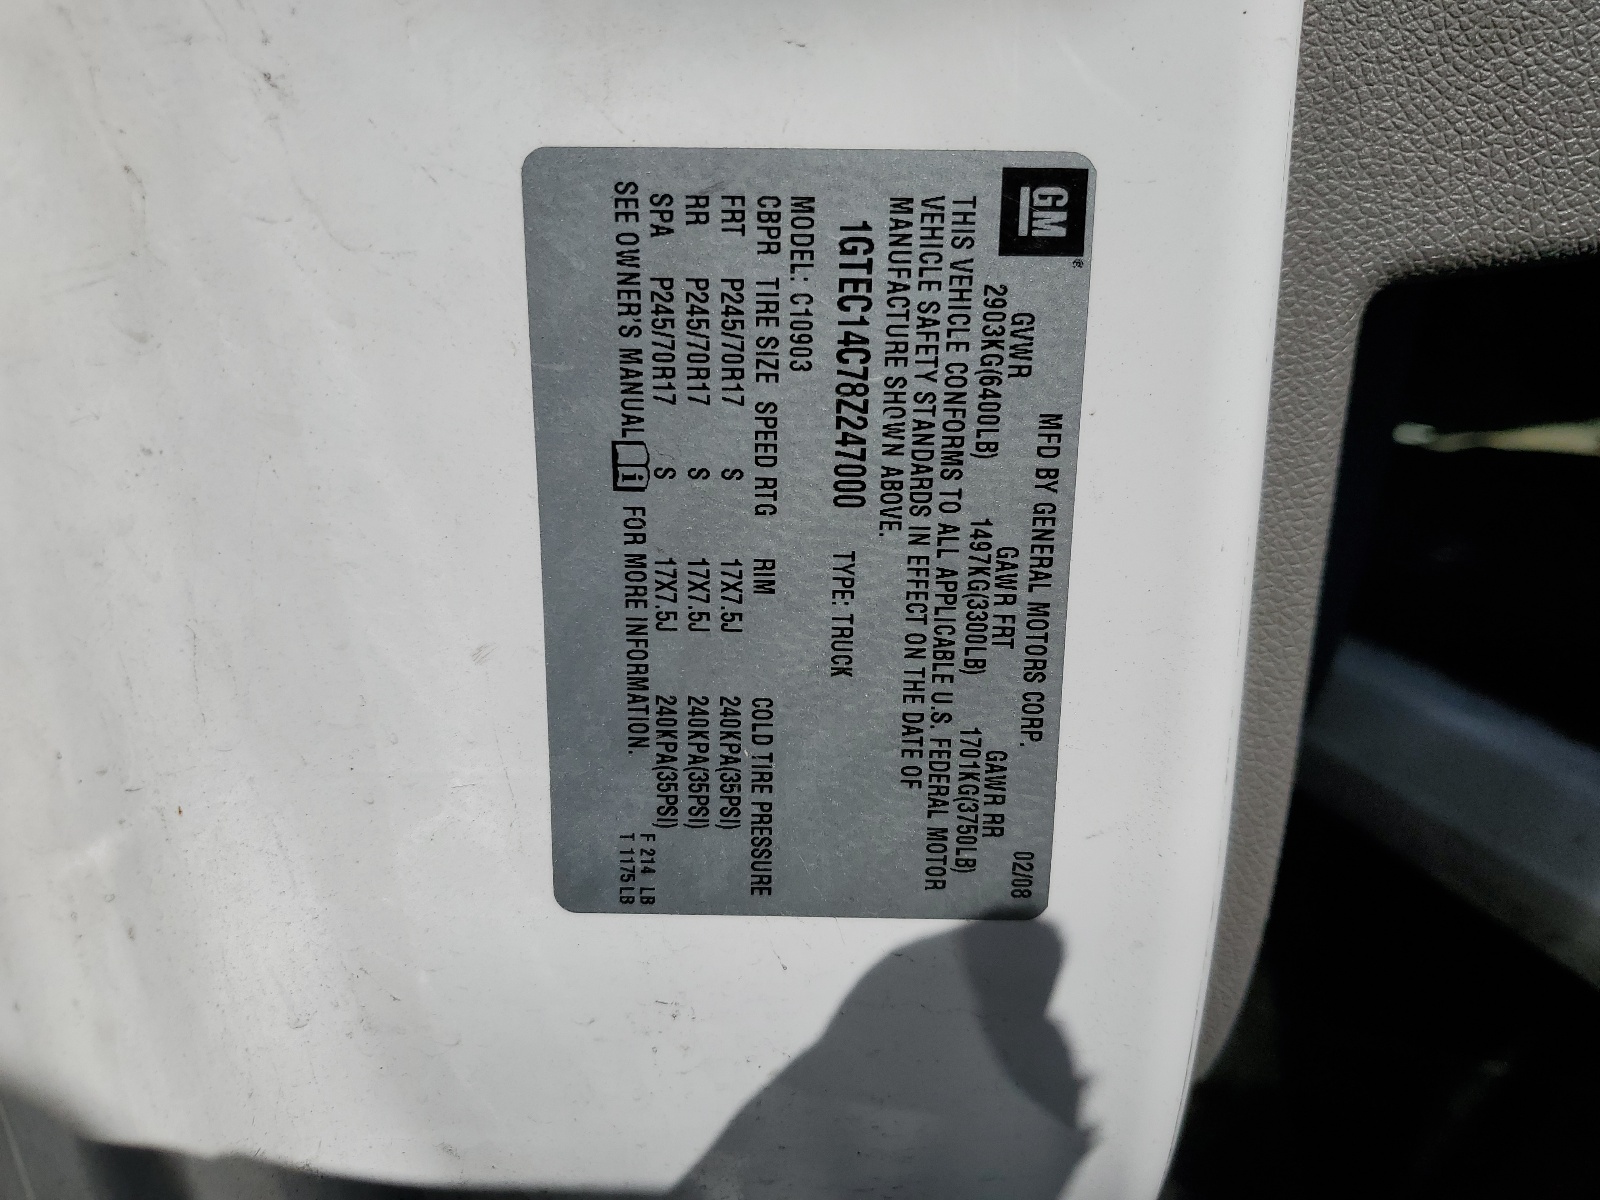 GM
MFD BY GENERAL MOTORS CORP. 02/08
GVWR GAWR FRT GAWR RR
2903KG(6400LB) 1497KG(3300LB) 1701KG(3750LB)
THIS VEHICLE CONFORMS TO ALL APPLICABLE U.S. FEDERAL MOTOR
VEHICLE SAFETY STANDARDS IN EFFECT ON THE DATE OF
MANUFACTURE SHOWN ABOVE.
1GTEC14C78Z247000 TYPE: TRUCK
MODEL: C10903
CBPR TIRE SIZE SPEED RTG RIM COLD TIRE PRESSURE
FRT P245/70R17 S 17X7.5J 240KPA(35PSI)
RR P245/70R17 S 17X7.5J 240KPA(35PSI)
SPA P245/70R17 S 17X7.5J 240KPA(35PSI)
SEE OWNER'S MANUAL i FOR MORE INFORMATION.
F 214 LB
T 1175 LB